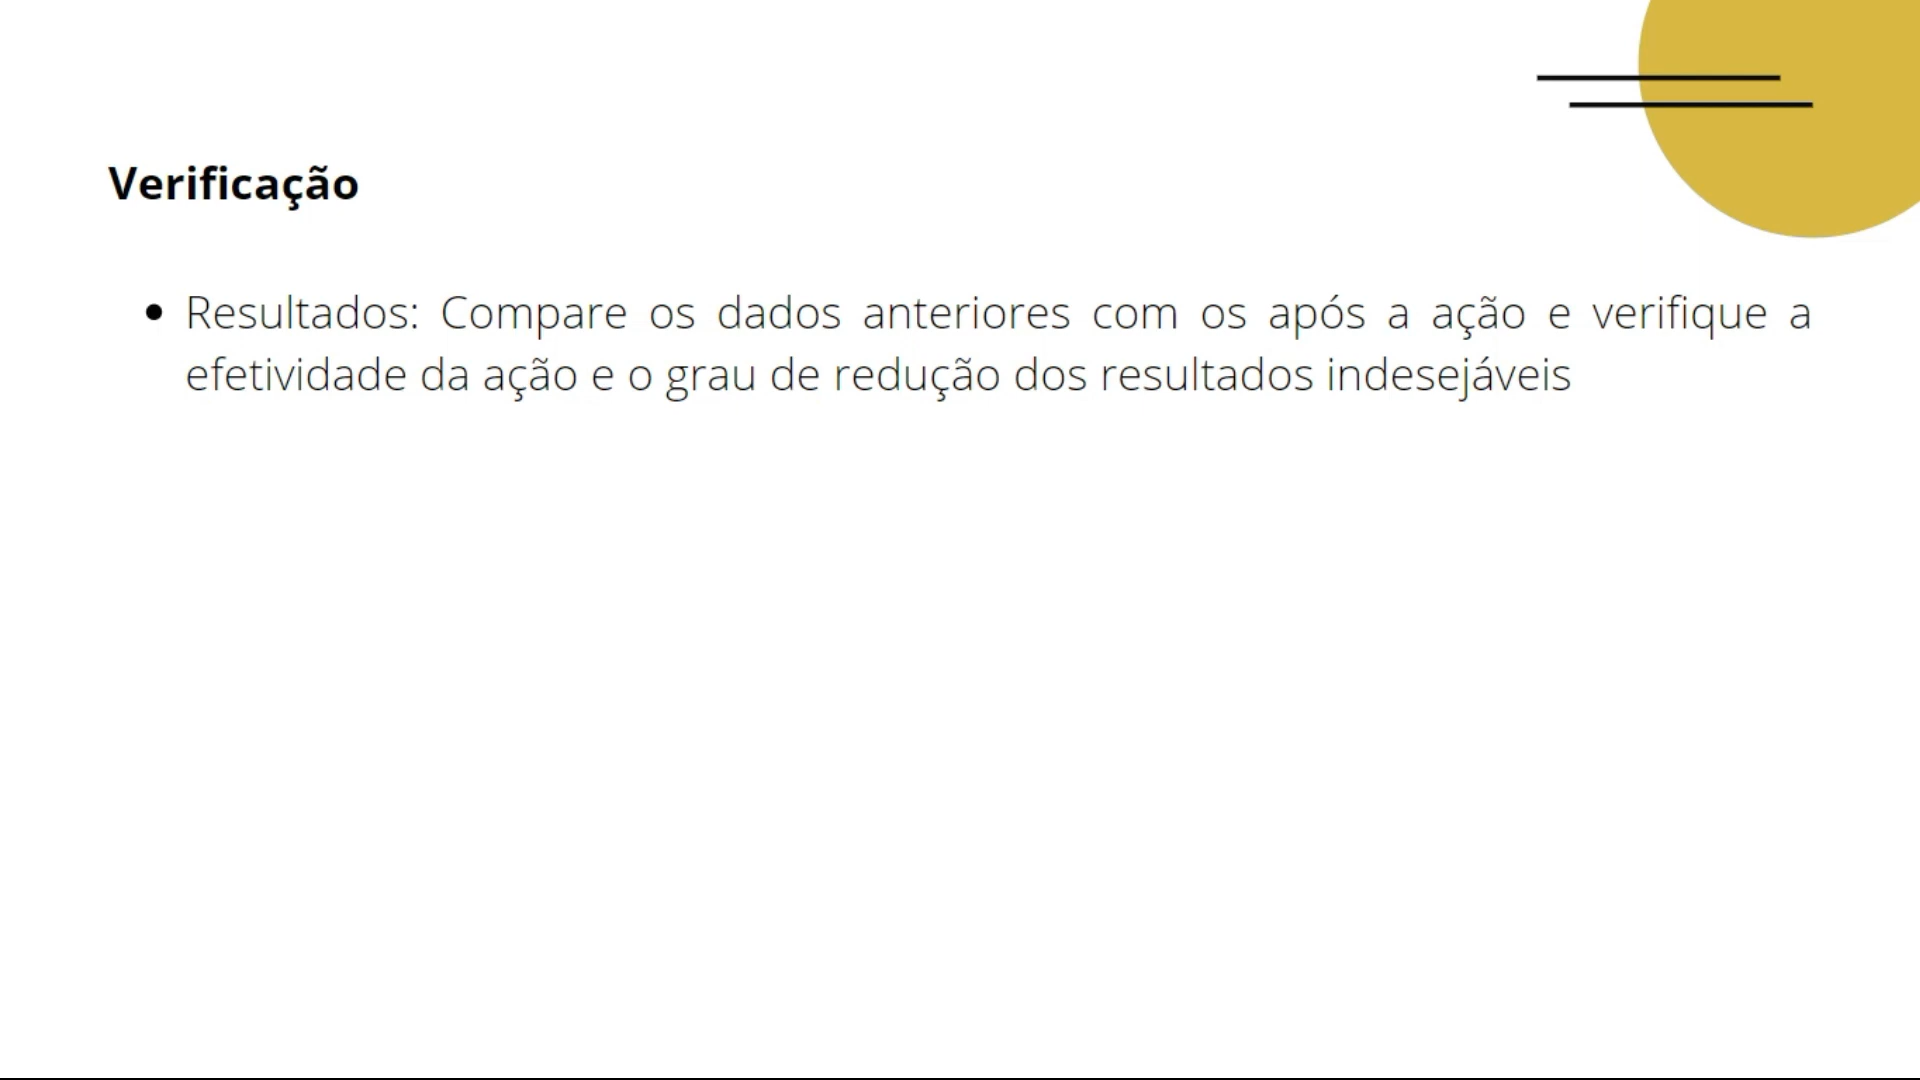 Verificação
• Resultados: Compare os dados anteriores com os após a ação e verifique a
efetividade da ação e o grau de redução dos resultados indesejáveis